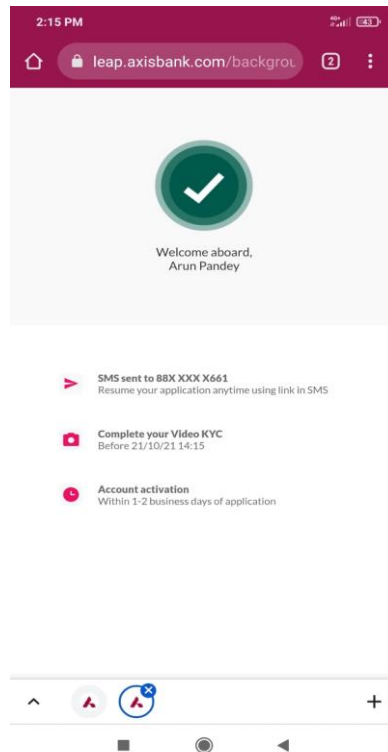 2:15 PM
4G+
43
leap.axisbank.com/backgrou
2
Welcome aboard,
Arun Pandey
SMS sent to 88X XXX X661
Resume your application anytime using link in SMS
Complete your Video KYC
Before 21/10/21 14:15
Account activation
Within 1-2 business days of application